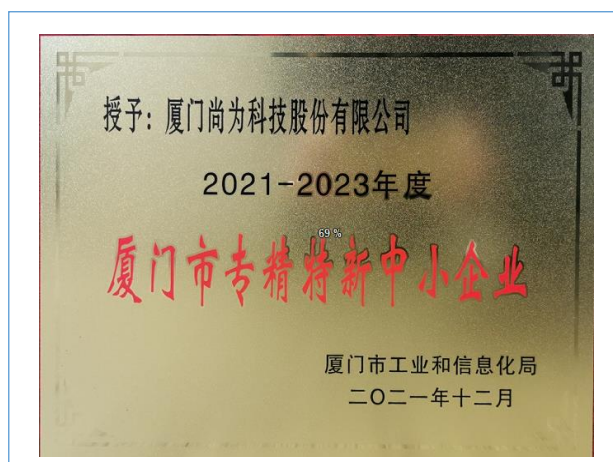 授予：厦门尚为科技股份有限公司
2021-2023年度
69 %
厦门市专精特新中小企业
厦门市工业和信息化局
二〇二一年十二月